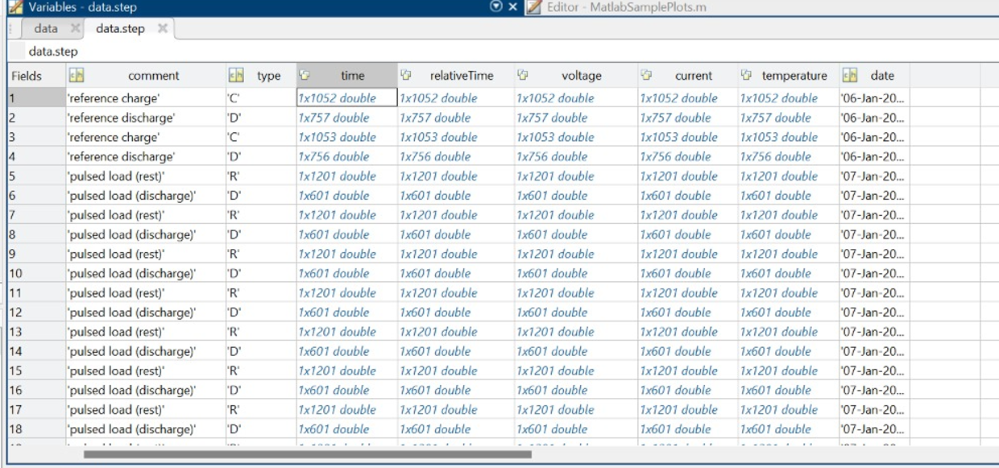 Variables - data.step
Editor - MatlabSamplePlots.m
data data.step
data.step
Fields comment type time relativeTime voltage current temperature date
1 'reference charge' 'C' 1x1052 double 1x1052 double 1x1052 double 1x1052 double 1x1052 double '06-Jan-20...
2 'reference discharge' 'D' 1x757 double 1x757 double 1x757 double 1x757 double 1x757 double '06-Jan-20...
3 'reference charge' 'C' 1x1053 double 1x1053 double 1x1053 double 1x1053 double 1x1053 double '06-Jan-20...
4 'reference discharge' 'D' 1x756 double 1x756 double 1x756 double 1x756 double 1x756 double '06-Jan-20...
5 'pulsed load (rest)' 'R' 1x1201 double 1x1201 double 1x1201 double 1x1201 double 1x1201 double '07-Jan-20...
6 'pulsed load (discharge)' 'D' 1x601 double 1x601 double 1x601 double 1x601 double 1x601 double '07-Jan-20...
7 'pulsed load (rest)' 'R' 1x1201 double 1x1201 double 1x1201 double 1x1201 double 1x1201 double '07-Jan-20...
8 'pulsed load (discharge)' 'D' 1x601 double 1x601 double 1x601 double 1x601 double 1x601 double '07-Jan-20...
9 'pulsed load (rest)' 'R' 1x1201 double 1x1201 double 1x1201 double 1x1201 double 1x1201 double '07-Jan-20...
10 'pulsed load (discharge)' 'D' 1x601 double 1x601 double 1x601 double 1x601 double 1x601 double '07-Jan-20...
11 'pulsed load (rest)' 'R' 1x1201 double 1x1201 double 1x1201 double 1x1201 double 1x1201 double '07-Jan-20...
12 'pulsed load (discharge)' 'D' 1x601 double 1x601 double 1x601 double 1x601 double 1x601 double '07-Jan-20...
13 'pulsed load (rest)' 'R' 1x1201 double 1x1201 double 1x1201 double 1x1201 double 1x1201 double '07-Jan-20...
14 'pulsed load (discharge)' 'D' 1x601 double 1x601 double 1x601 double 1x601 double 1x601 double '07-Jan-20...
15 'pulsed load (rest)' 'R' 1x1201 double 1x1201 double 1x1201 double 1x1201 double 1x1201 double '07-Jan-20...
16 'pulsed load (discharge)' 'D' 1x601 double 1x601 double 1x601 double 1x601 double 1x601 double '07-Jan-20...
17 'pulsed load (rest)' 'R' 1x1201 double 1x1201 double 1x1201 double 1x1201 double 1x1201 double '07-Jan-20...
18 'pulsed load (discharge)' 'D' 1x601 double 1x601 double 1x601 double 1x601 double 1x601 double '07-Jan-20...